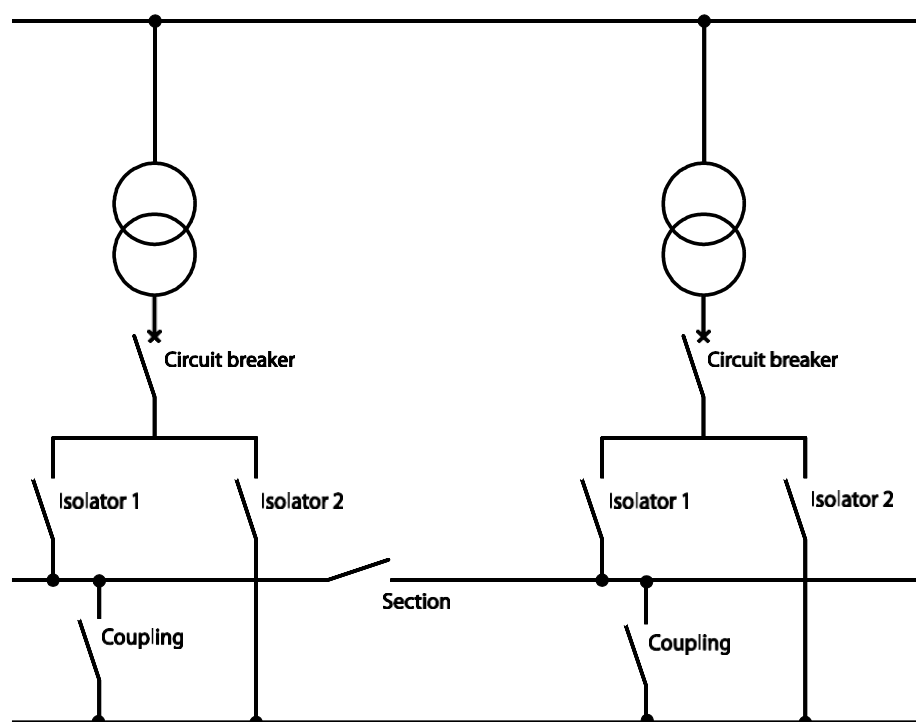 Circuit breaker
Circuit breaker
Isolator 1
Isolator 2
Isolator 1
Isolator 2
Section
Coupling
Coupling